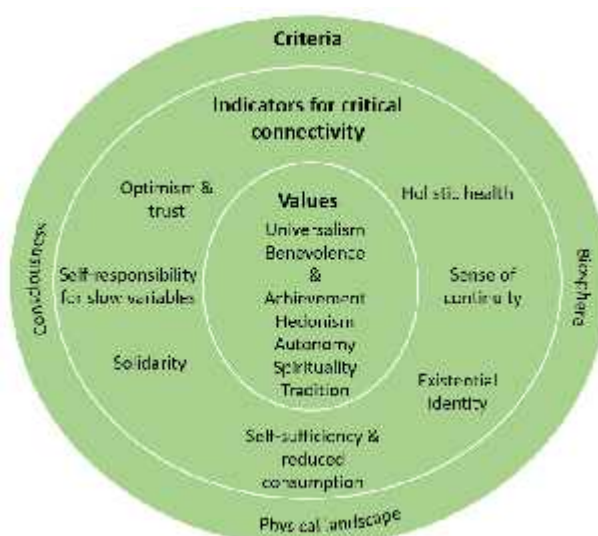 Criteria
Indicators for critical
connectivity
Optimism &
trust
Holistic health
Values
Universalism
Benevolence
&
Achievement
Hedonism
Autonomy
Spirituality
Tradition
Consciousness
Self-responsibility
for slow variables
Sense of
continuity
Biosphere
Solidarity
Existential
identity
Self-sufficiency &
reduced
consumption
Physical landscape